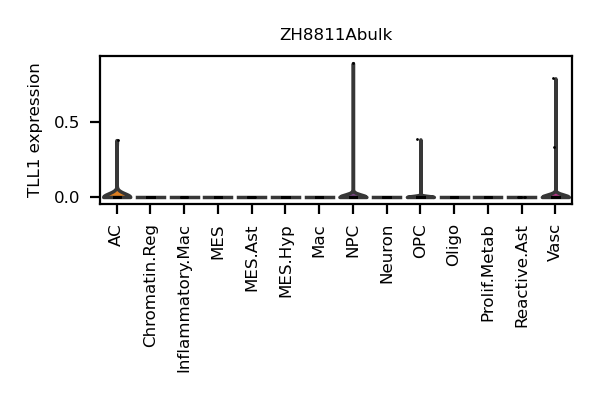 ZH8811Abulk
TLL1 expression
0.5
0.0
AC
Chromatin.Reg
Inflammatory.Mac
MES
MES.Ast
MES.Hyp
Mac
NPC
Neuron
OPC
Oligo
Prolif.Metab
Reactive.Ast
Vasc